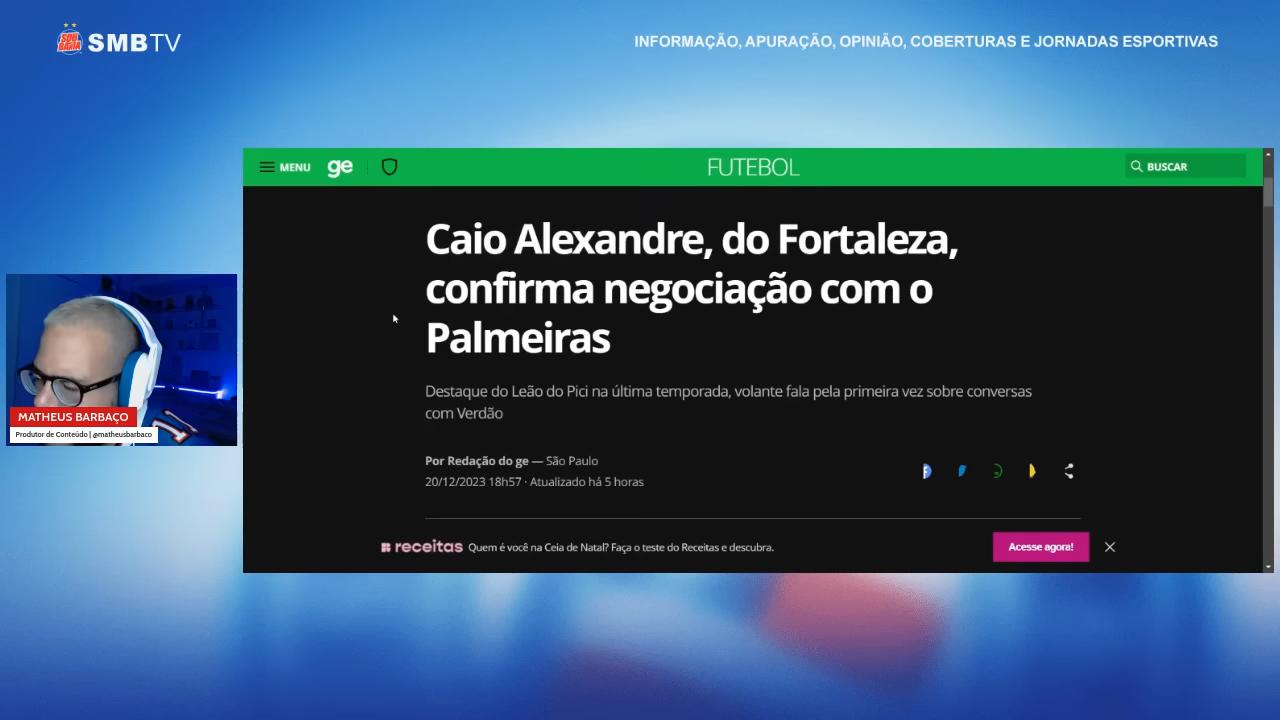 SOU BAHIA
SMBTV
INFORMAÇÃO, APURAÇÃO, OPINIÃO, COBERTURAS E JORNADAS ESPORTIVAS
MENU
ge
FUTEBOL
BUSCAR
Caio Alexandre, do Fortaleza,
confirma negociação com o
Palmeiras
Destaque do Leão do Pici na última temporada, volante fala pela primeira vez sobre conversas
com Verdão
Por Redação do ge — São Paulo
20/12/2023 18h57 · Atualizado há 5 horas
receitas Quem é você na Ceia de Natal? Faça o teste do Receitas e descubra.
Acesse agora!
MATHEUS BARBAÇO
Produtor de Conteúdo | @matheusbarbaco